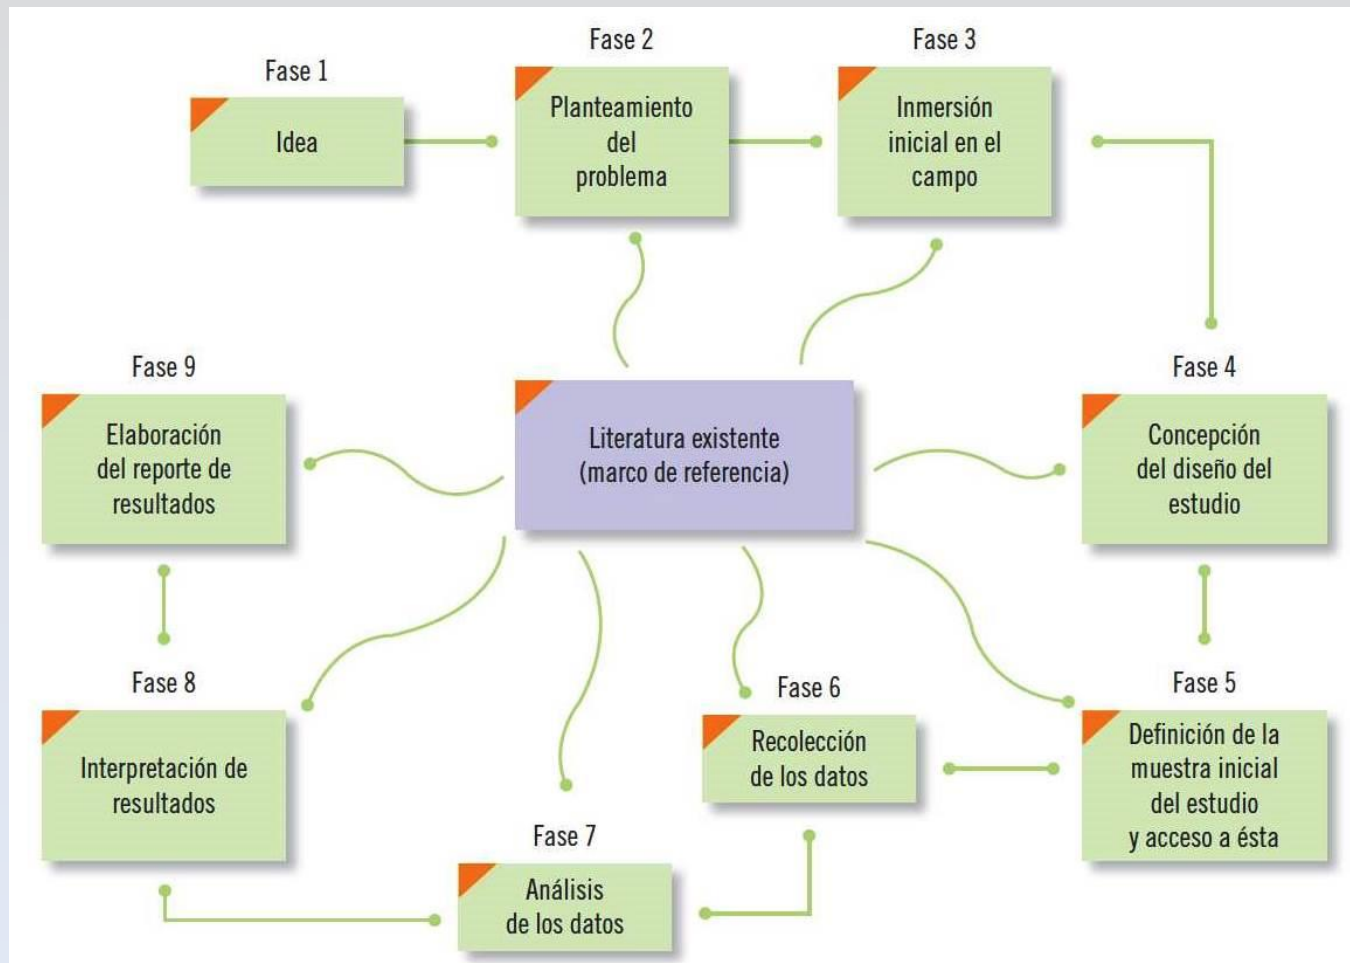 Fase 1
Idea
Fase 2
Planteamiento
del
problema
Fase 3
Inmersión
inicial en el
campo
Fase 4
Concepción
del diseño del
estudio
Literatura existente
(marco de referencia)
Fase 9
Elaboración
del reporte de
resultados
Fase 5
Definición de la
muestra inicial
del estudio
y acceso a ésta
Fase 6
Recolección
de los datos
Fase 7
Análisis
de los datos
Fase 8
Interpretación de
resultados